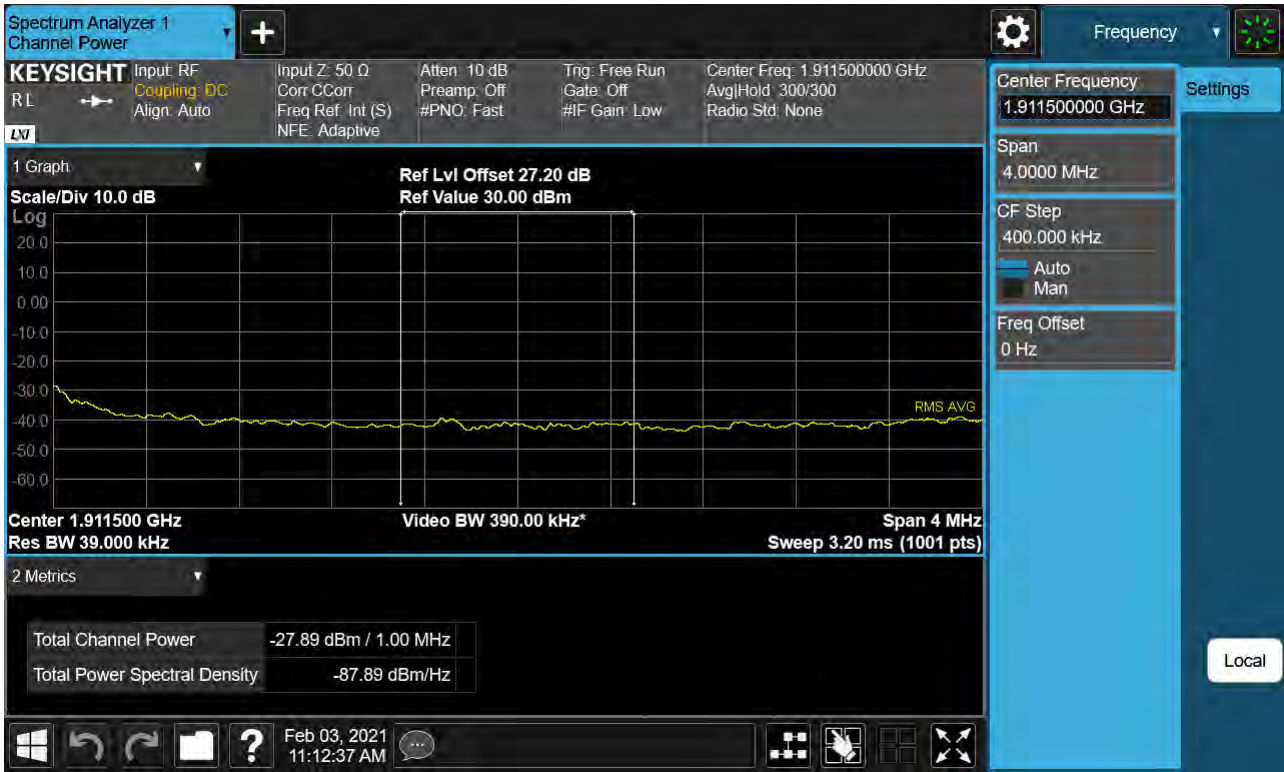 Spectrum Analyzer 1
Channel Power
+
Frequency
KEYSIGHT
RL
LXI
Input: RF
Coupling: DC
Align: Auto
Input Z: 50 Ω
Corr CCorr
Freq Ref: Int (S)
NFE: Adaptive
Atten: 10 dB
Preamp: Off
#PNO: Fast
Trig: Free Run
Gate: Off
#IF Gain: Low
Center Freq: 1.911500000 GHz
Avg|Hold: 300/300
Radio Std: None
Center Frequency
1.911500000 GHz
Settings
Span
4.0000 MHz
CF Step
400.000 kHz
Auto
Man
Freq Offset
0 Hz
1 Graph
Scale/Div 10.0 dB
Ref Lvl Offset 27.20 dB
Ref Value 30.00 dBm
Log
20.0
10.0
0.00
-10.0
-20.0
-30.0
-40.0
-50.0
-60.0
RMS AVG
Center 1.911500 GHz
Video BW 390.00 kHz*
Span 4 MHz
Res BW 39.000 kHz
Sweep 3.20 ms (1001 pts)
2 Metrics
Total Channel Power -27.89 dBm / 1.00 MHz
Total Power Spectral Density -87.89 dBm/Hz
Local
?
Feb 03, 2021
11:12:37 AM